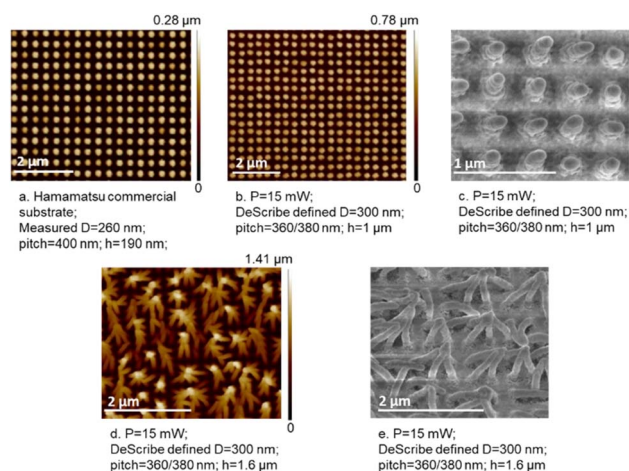 0.28 µm
0.78 µm
2 µm
0
2 µm
0
1 µm
a. Hamamatsu commercial
substrate;
Measured D=260 nm;
pitch=400 nm; h=190 nm;
b. P=15 mW;
DeScribe defined D=300 nm;
pitch=360/380 nm; h=1 µm
c. P=15 mW;
DeScribe defined D=300 nm;
pitch=360/380 nm; h=1 µm
1.41 µm
2 µm
0
2 µm
d. P=15 mW;
DeScribe defined D=300 nm;
pitch=360/380 nm; h=1.6 µm
e. P=15 mW;
DeScribe defined D=300 nm;
pitch=360/380 nm; h=1.6 µm